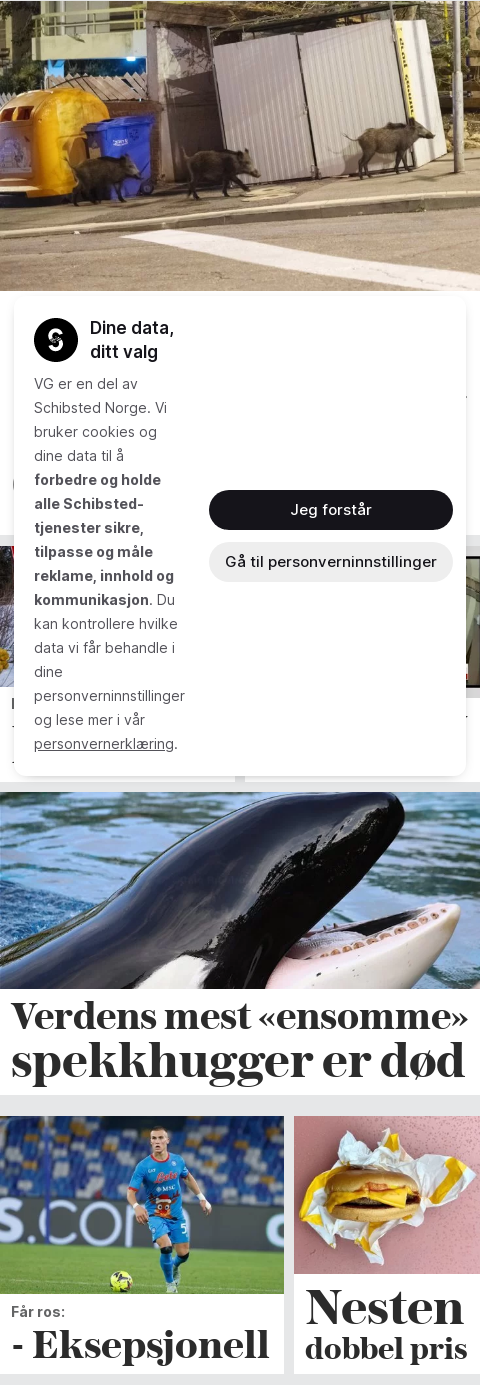 Dine data,
ditt valg
VG er en del av
Schibsted Norge. Vi
bruker cookies og
dine data til å
forbedre og holde
alle Schibsted-
tjenester sikre,
tilpasse og måle
reklame, innhold og
kommunikasjon. Du
kan kontrollere hvilke
data vi får behandle i
dine
personverninnstillinger
og lese mer i vår
personvernerklæring.
Jeg forstår
Gå til personverninnstillinger
Verdens mest «ensomme»
spekkhugger er død
Får ros:
- Eksepsjonell
Nesten
dobbel pris